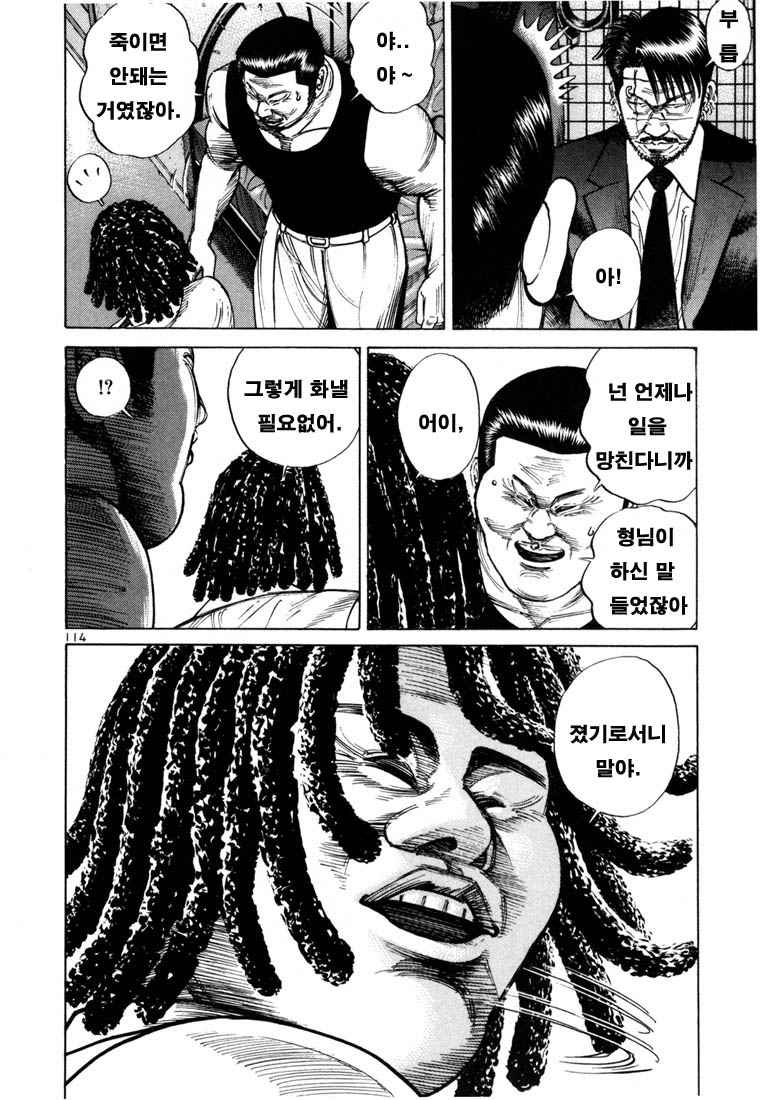 부
릅
아!
야..
야~
죽이면
안돼는
거였잖아.
넌 언제나
일을
망친다니까
형님이
하신 말
들었잖아
어이,
그렇게 화낼
필요없어.
!?
114
졌기로서니
말야.